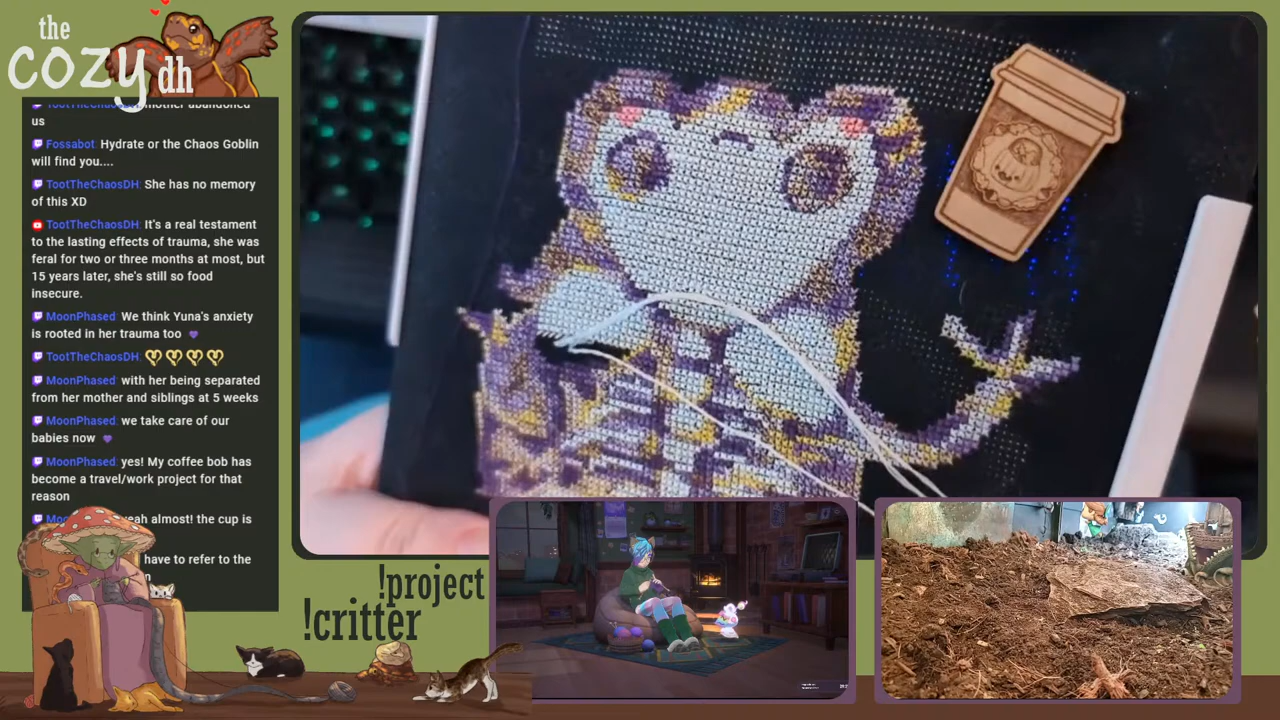 the
cozy dh
TootTheChaosDH: mother abandoned
us
Fossabot: Hydrate or the Chaos Goblin
will find you....
TootTheChaosDH: She has no memory
of this XD
TootTheChaosDH: It's a real testament
to the lasting effects of trauma, she was
feral for two or three months at most, but
15 years later, she's still so food
insecure.
MoonPhased: We think Yuna's anxiety
is rooted in her trauma too
TootTheChaosDH:
MoonPhased: with her being separated
from her mother and siblings at 5 weeks
MoonPhased: we take care of our
babies now
MoonPhased: yes! My coffee bob has
become a travel/work project for that
reason
yeah almost! the cup is
have to refer to the
!project
!critter